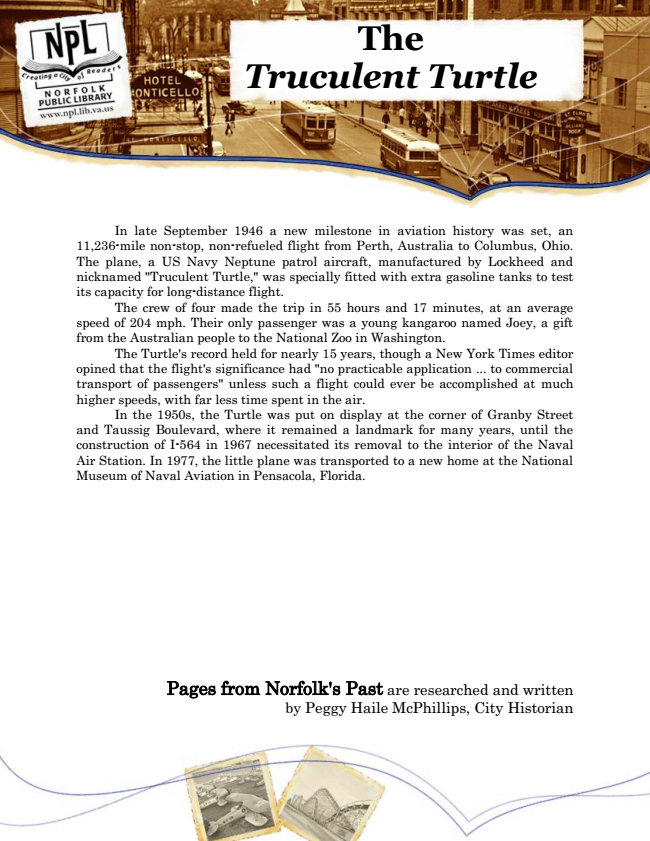 The
Truculent Turtle
NPL
Creating a City of Readers
NORFOLK
PUBLIC LIBRARY
www.npl.lib.va.us
HOTEL
MONTICELLO
In late September 1946 a new milestone in aviation history was set, an
11,236-mile non-stop, non-refueled flight from Perth, Australia to Columbus, Ohio.
The plane, a US Navy Neptune patrol aircraft, manufactured by Lockheed and
nicknamed "Truculent Turtle," was specially fitted with extra gasoline tanks to test
its capacity for long-distance flight.
The crew of four made the trip in 55 hours and 17 minutes, at an average
speed of 204 mph. Their only passenger was a young kangaroo named Joey, a gift
from the Australian people to the National Zoo in Washington.
The Turtle's record held for nearly 15 years, though a New York Times editor
opined that the flight's significance had "no practicable application ... to commercial
transport of passengers" unless such a flight could ever be accomplished at much
higher speeds, with far less time spent in the air.
In the 1950s, the Turtle was put on display at the corner of Granby Street
and Taussig Boulevard, where it remained a landmark for many years, until the
construction of I-564 in 1967 necessitated its removal to the interior of the Naval
Air Station. In 1977, the little plane was transported to a new home at the National
Museum of Naval Aviation in Pensacola, Florida.
Pages from Norfolk's Past are researched and written
by Peggy Haile McPhillips, City Historian